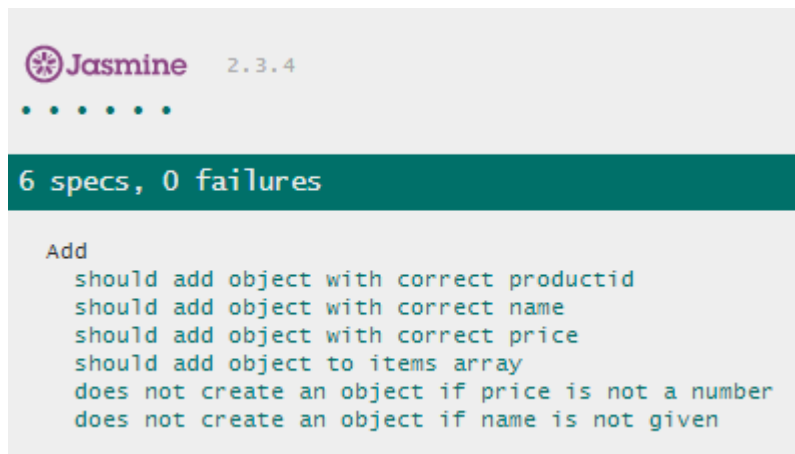 Jasmine 2.3.4
• • • • • •
6 specs, 0 failures
Add
should add object with correct productid
should add object with correct name
should add object with correct price
should add object to items array
does not create an object if price is not a number
does not create an object if name is not given